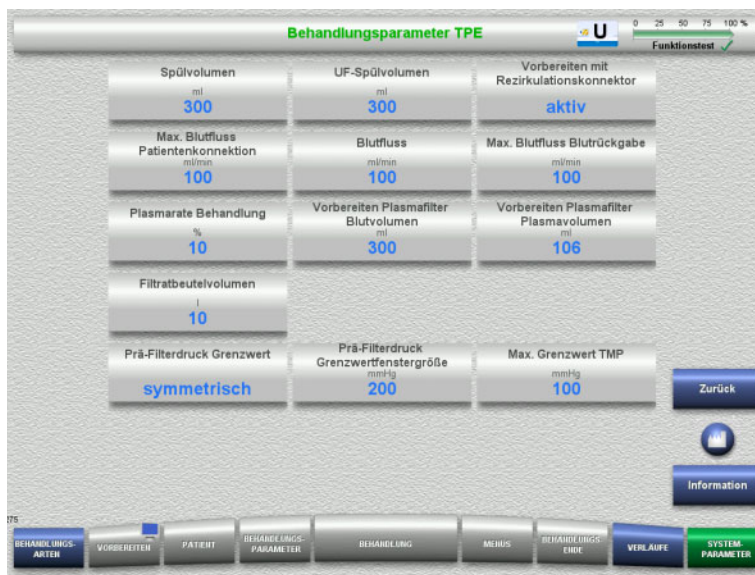 Behandlungsparameter TPE
U
0 25 50 75 100 %
Funktionstest
Spülvolumen
ml
300
UF-Spülvolumen
ml
300
Vorbereiten mit
Rezirkulationskonnektor
aktiv
Max. Blutfluss
Patientenkonnektion
ml/min
100
Blutfluss
ml/min
100
Max. Blutfluss Blutrückgabe
ml/min
100
Plasmarate Behandlung
%
10
Vorbereiten Plasmafilter
Blutvolumen
ml
300
Vorbereiten Plasmafilter
Plasmavolumen
ml
106
Filtratbeutelvolumen
l
10
Prä-Filterdruck Grenzwert
symmetrisch
Prä-Filterdruck
Grenzwertfenstergröße
mmHg
200
Max. Grenzwert TMP
mmHg
100
Zurück
Information
275
BEHANDLUNGS-
ARTEN
VORBEREITEN
PATIENT
BEHANDLUNGS-
PARAMETER
BEHANDLUNG
MENÜS
BEHANDLUNGS
ENDE
VERLÄUFE
SYSTEM-
PARAMETER